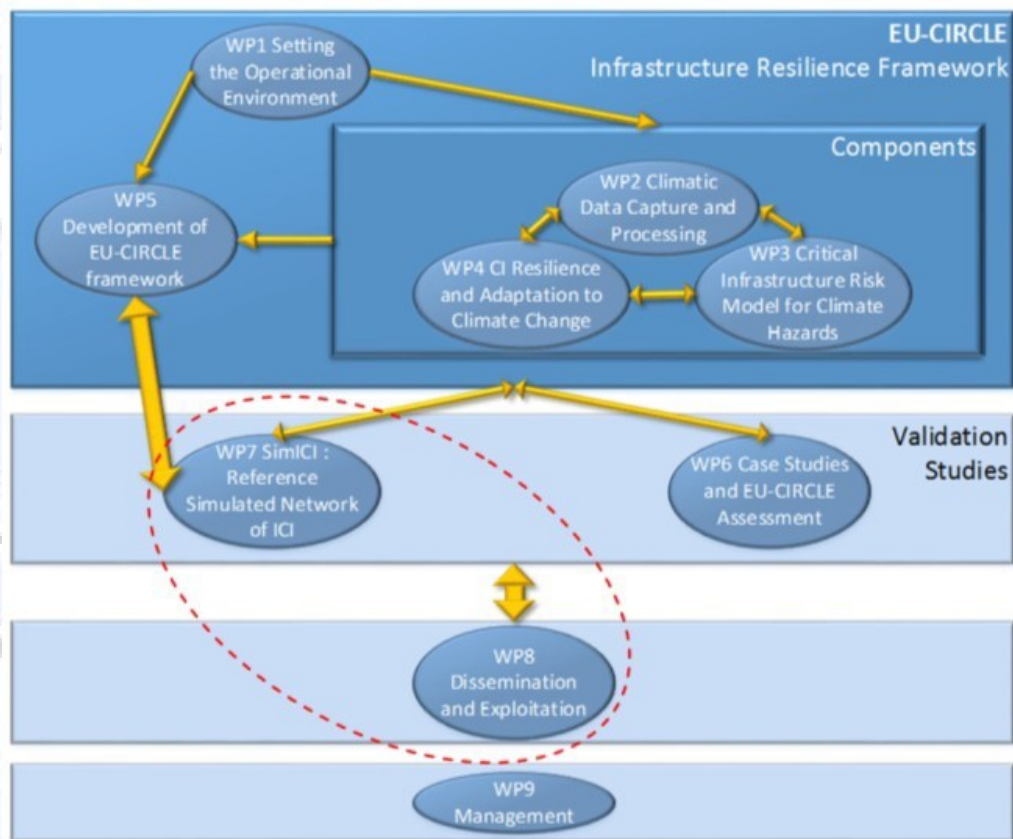 EU-CIRCLE
Infrastructure Resilience Framework
WP1 Setting
the Operational
Environment
Components
WP2 Climatic
Data Capture and
Processing
WP5
Development of
EU-CIRCLE
framework
WP4 CI Resilience
and Adaptation to
Climate Change
WP3 Critical
Infrastructure Risk
Model for Climate
Hazards
Validation
Studies
WP7 SimICI :
Reference
Simulated Network
of ICI
WP6 Case Studies
and EU-CIRCLE
Assessment
WP8
Dissemination
and Exploitation
WP9
Management